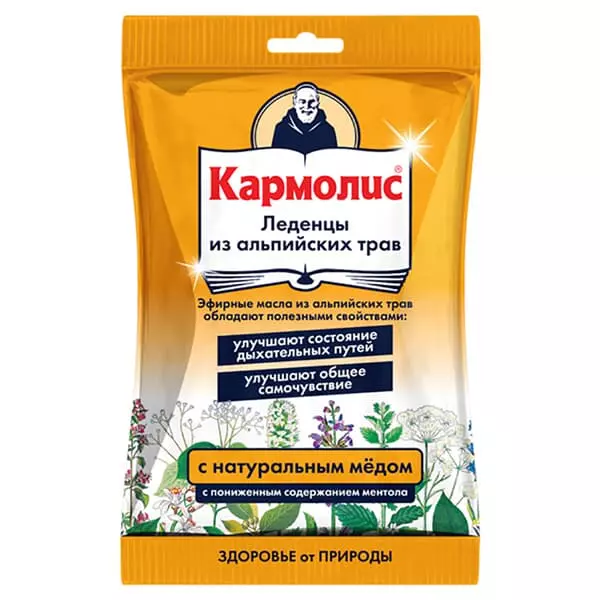 Кармолис®
Леденцы
из альпийских трав
Эфирные масла из альпийских трав
обладают полезными свойствами:
улучшают состояние
дыхательных путей
улучшают общее
самочувствие
с натуральным мёдом
с пониженным содержанием ментола
ЗДОРОВЬЕ от ПРИРОДЫ